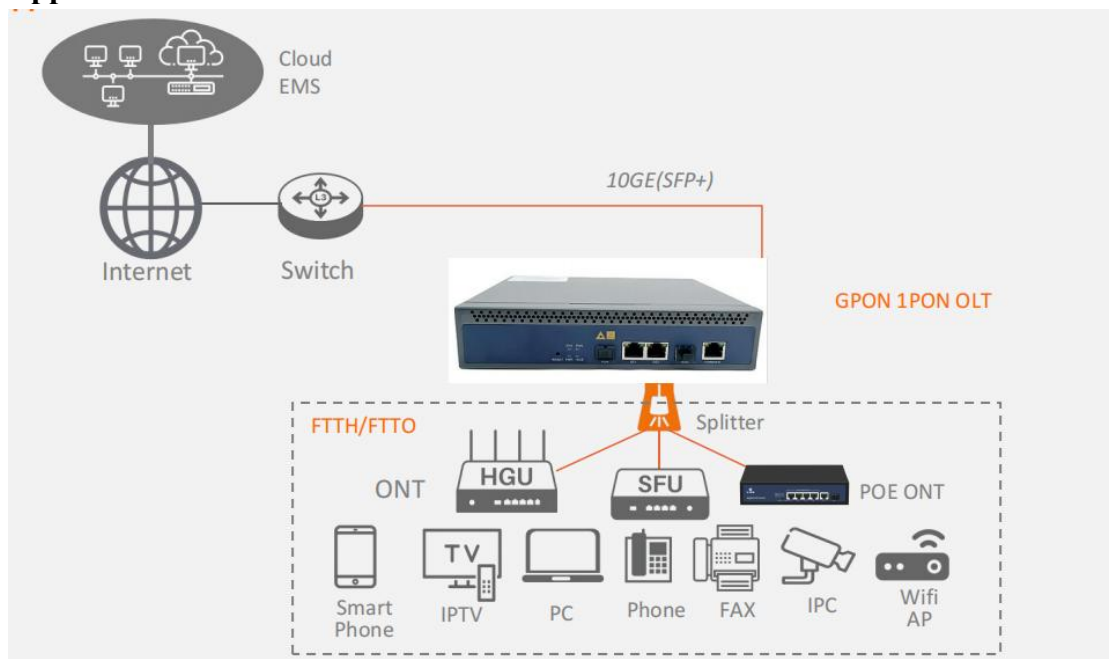 Cloud
EMS
10GE(SFP+)
L3
Internet
Switch
GPON 1PON OLT
FTTH/FTTO
Splitter
ONT
HGU
SFU
POE ONT
TV
Smart
Phone
IPTV
PC
Phone
FAX
IPC
Wifi
AP